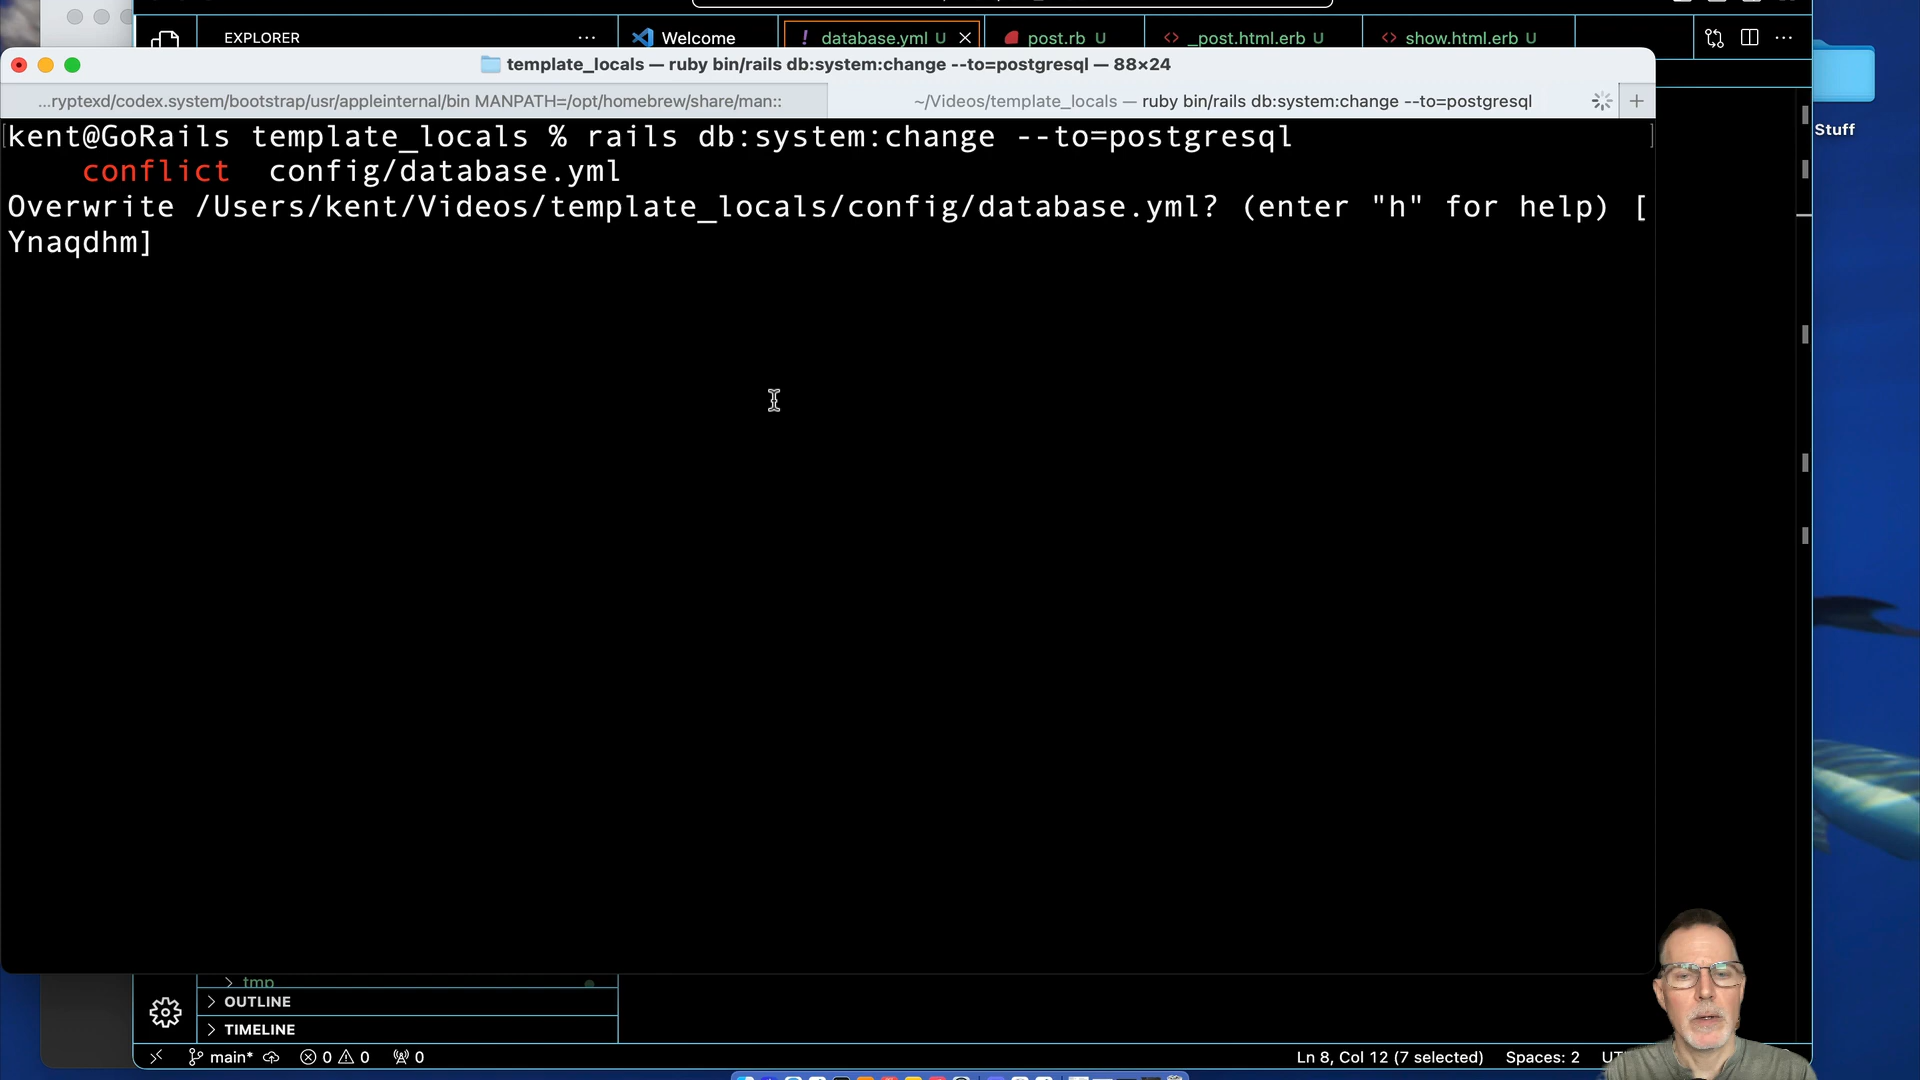 EXPLORER
Welcome
database.yml U
post.rb U
_post.html.erb U
show.html.erb U
template_locals — ruby bin/rails db:system:change --to=postgresql — 88×24
...ryptexd/codex.system/bootstrap/usr/appleinternal/bin MANPATH=/opt/homebrew/share/man::
~/Videos/template_locals — ruby bin/rails db:system:change --to=postgresql
Stuff
kent@GoRails template_locals % rails db:system:change --to=postgresql
conflict config/database.yml
Overwrite /Users/kent/Videos/template_locals/config/database.yml? (enter "h" for help) [
Ynaqdhm]
tmp
OUTLINE
TIMELINE
main* 0 0 0
Ln 8, Col 12 (7 selected) Spaces: 2